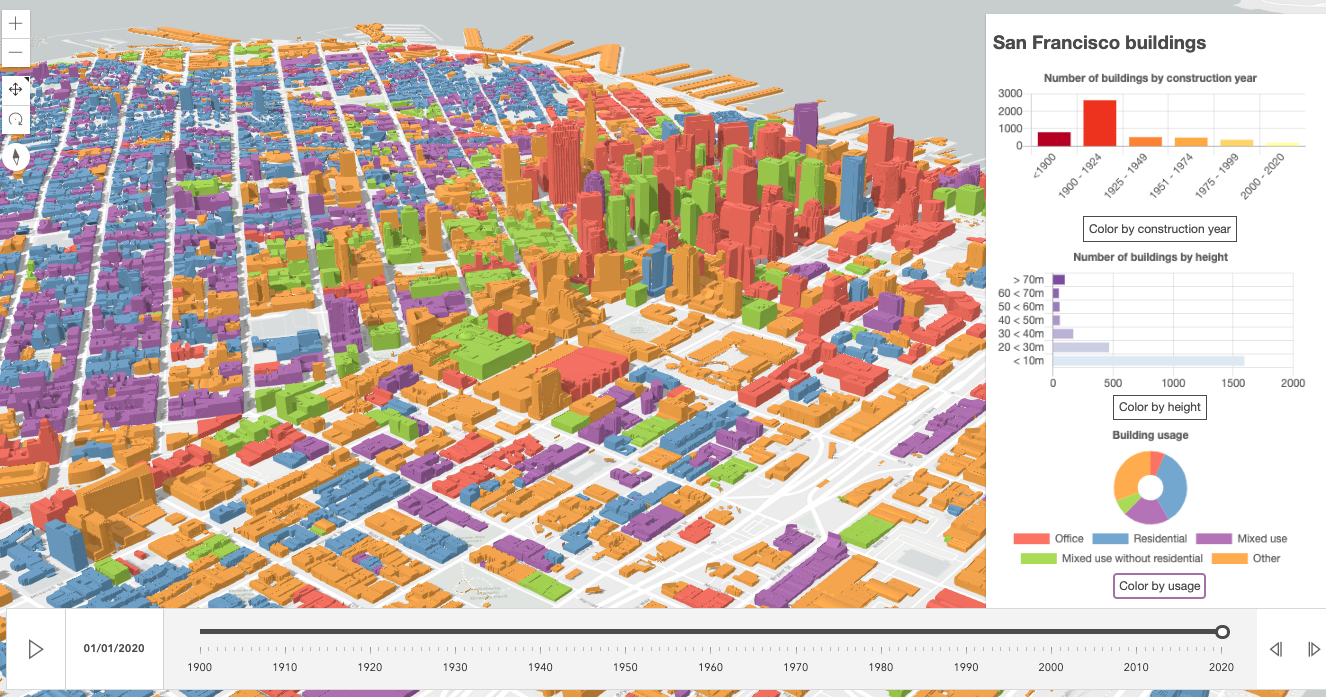 San Francisco buildings
Number of buildings by construction year
3000
2000
1000
0
<1900
1900 - 1924
1925 - 1949
1951 - 1974
1975 - 1999
2000 - 2020
Color by construction year
Number of buildings by height
> 70m
60 < 70m
50 < 60m
40 < 50m
30 < 40m
20 < 30m
< 10m
0 500 1000 1500 2000
Color by height
Building usage
Office Residential Mixed use
Mixed use without residential Other
Color by usage
01/01/2020
1900 1910 1920 1930 1940 1950 1960 1970 1980 1990 2000 2010 2020